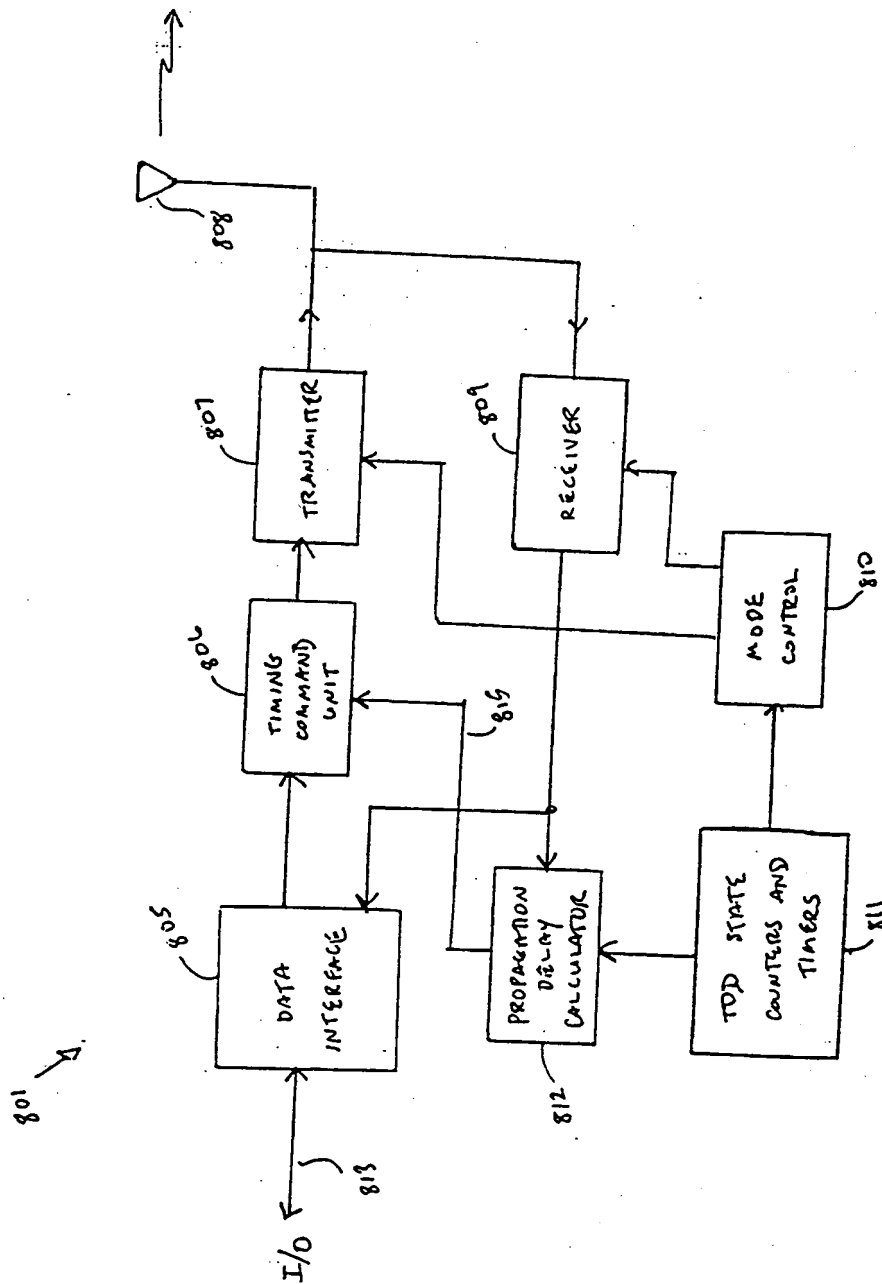 801
I/O
813
805
DATA
INTERFACE
806
TIMING
COMMAND
UNIT
807
TRANSMITTER
808
815
812
PROPAGATION
DELAY
CALCULATOR
809
RECEIVER
811
TDD STATE
COUNTERS AND
TIMERS
810
MODE
CONTROL